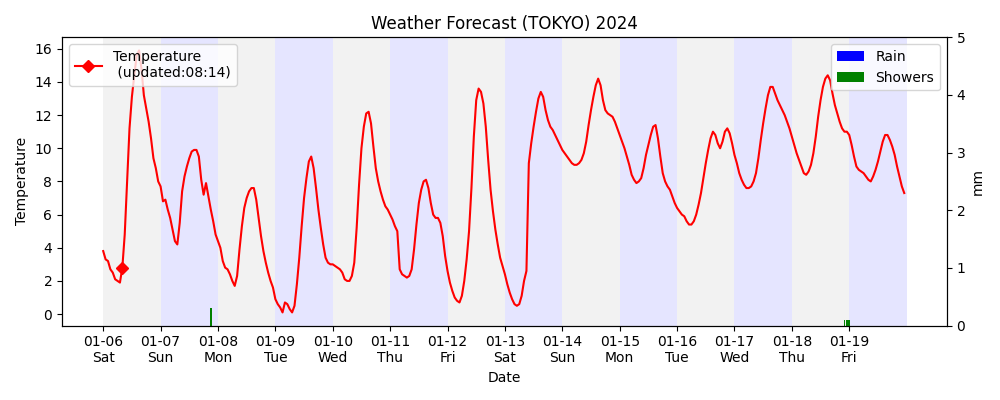 Weather Forecast (TOKYO) 2024
Temperature
(updated:08:14)
Rain
Showers
Temperature
16
14
12
10
8
6
4
2
0
5
4
3
2
1
0
mm
01-06 01-07 01-08 01-09 01-10 01-11 01-12 01-13 01-14 01-15 01-16 01-17 01-18 01-19
Sat Sun Mon Tue Wed Thu Fri Sat Sun Mon Tue Wed Thu Fri
Date